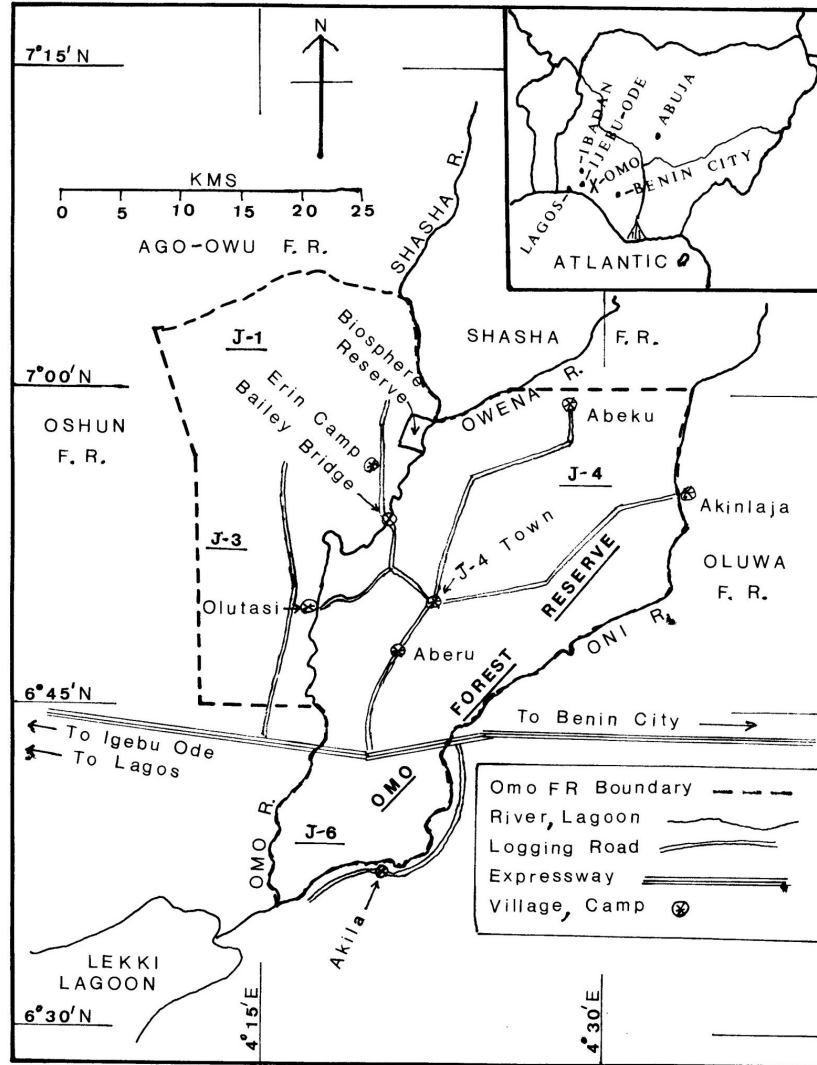 7°15'N
N
KMS
0 5 10 15 20 25
AGO-OWU F. R.
SHASHA R.
IBADAN
IJEBU-ODE
ABUJA
X-OMO
BENIN CITY
LAGOS
ATLANTIC O
J-1
Biosphere
Reserve
SHASHA F. R.
7°00'N
OSHUN
F. R.
Erin Camp
Bailey Bridge
OWENA R.
Abeku
J-4
Akinlaja
J-3
J-4 Town
OLUWA
F. R.
Olutasi
Aberu
OMO FOREST RESERVE
ONI R.
6°45'N
To Benin City
To Igebu Ode
To Lagos
OMO R.
J-6
Akila
LEKKI
LAGOON
Omo FR Boundary
River, Lagoon
Logging Road
Expressway
Village, Camp
6°30'N
4°15'E
4°30'E